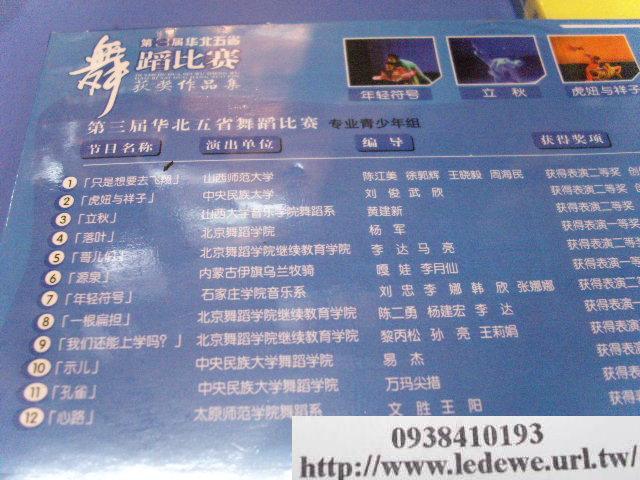 第三届华北五省
舞蹈比赛
获奖作品集
年轻符号
立秋
虎妞与祥子
第三届华北五省舞蹈比赛 专业青少年组
节目名称 演出单位 编导 获得奖项
1「只是想要去飞翔」 山西师范大学 陈江美 徐郭辉 王晓毅 周海民 获得表演二等奖
2「虎妞与祥子」 中央民族大学 刘俊 武欣 获得表演二等奖
3「立秋」 山西大学音乐学院舞蹈系 黄建新 获得表演一等奖
4「落叶」 北京舞蹈学院 杨军 获得表演一等奖
5「哥儿们」 北京舞蹈学院继续教育学院 李达 马亮 获得表演二等奖
6「源泉」 内蒙古伊旗乌兰牧骑 嘎娃 李月仙 获得表演二等奖
7「年轻符号」 石家庄学院音乐系 刘忠 李娜 韩欣 张娜娜 获得表演一等
8「一根扁担」 北京舞蹈学院继续教育学院 陈二勇 杨建宏 李达 获得表演二
9「我们还能上学吗？」 北京舞蹈学院继续教育学院 黎丙松 孙亮 王莉娟 获得表演
10「示儿」 中央民族大学舞蹈学院 易杰 获得表
11「孔雀」 中央民族大学舞蹈学院 万玛尖措 获得表
12「心路」 太原师范学院舞蹈系 文胜 王阳
0938410193
http://www.ledewe.url.tw/